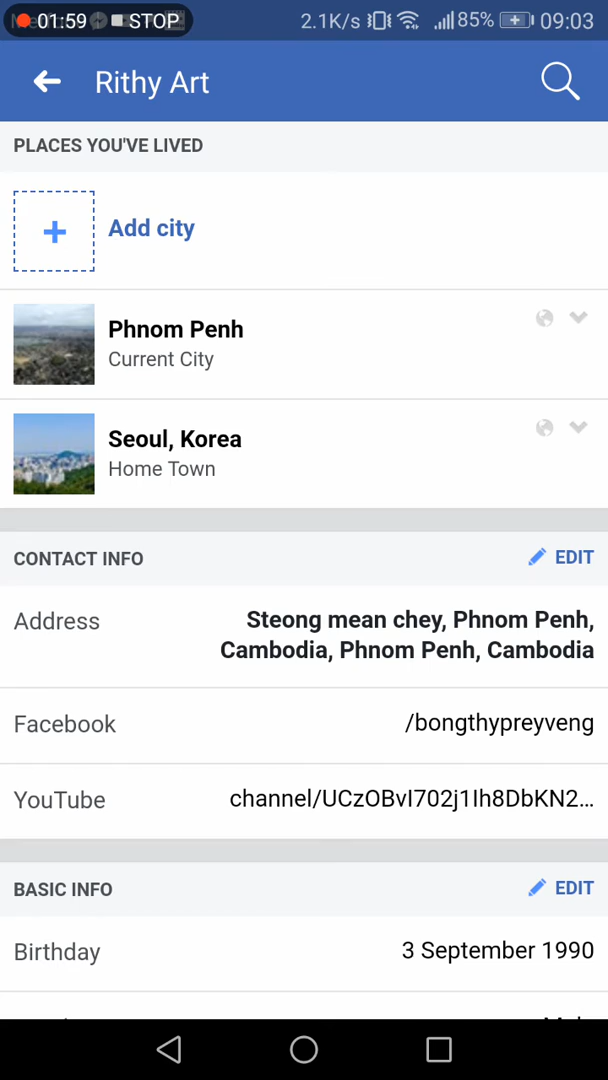 01:59 STOP 2.1K/s 85% 09:03
Rithy Art
PLACES YOU'VE LIVED
Add city
Phnom Penh
Current City
Seoul, Korea
Home Town
CONTACT INFO EDIT
Address Steong mean chey, Phnom Penh,
Cambodia, Phnom Penh, Cambodia
Facebook /bongthypreyveng
YouTube channel/UCzOBvI702j1Ih8DbKN2…
BASIC INFO EDIT
Birthday 3 September 1990